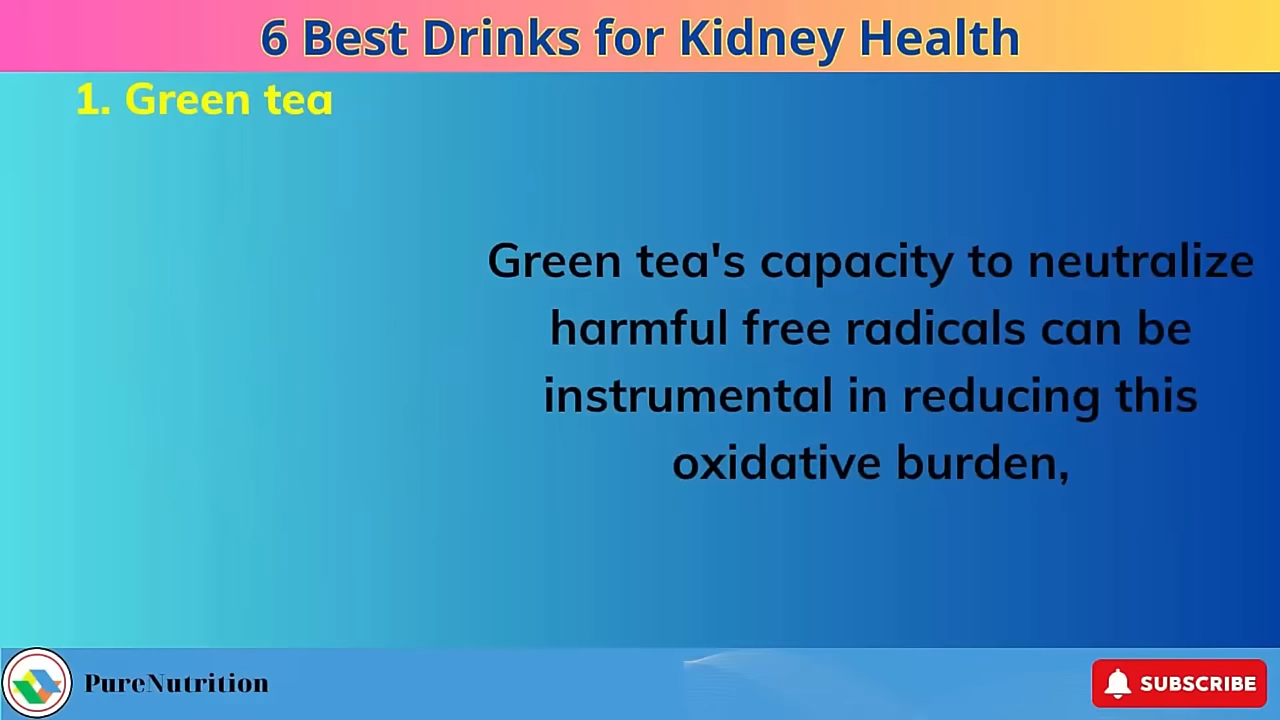 6 Best Drinks for Kidney Health
1. Green tea
Green tea's capacity to neutralize
harmful free radicals can be
instrumental in reducing this
oxidative burden,
PureNutrition
SUBSCRIBE